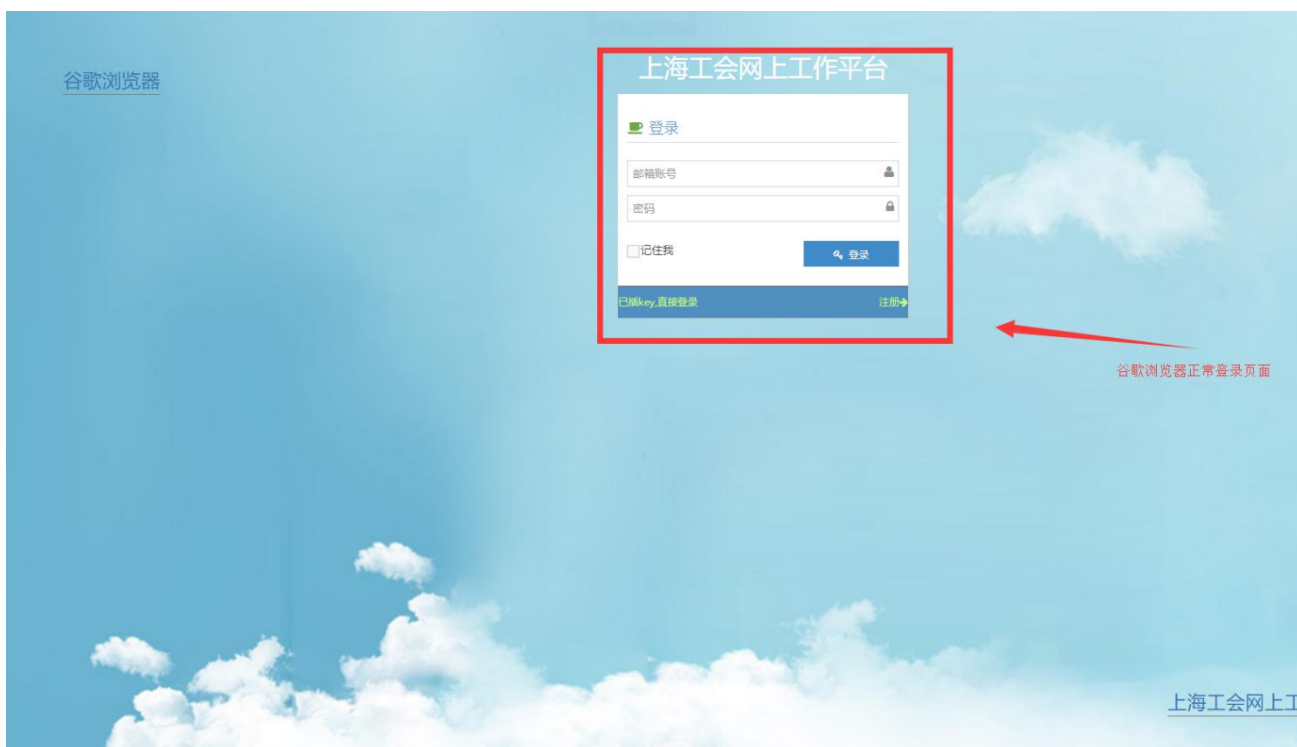 谷歌浏览器
上海工会网上工作平台
登录
邮箱账号
密码
记住我
登录
已插key,直接登录
注册
谷歌浏览器正常登录页面
上海工会网上工